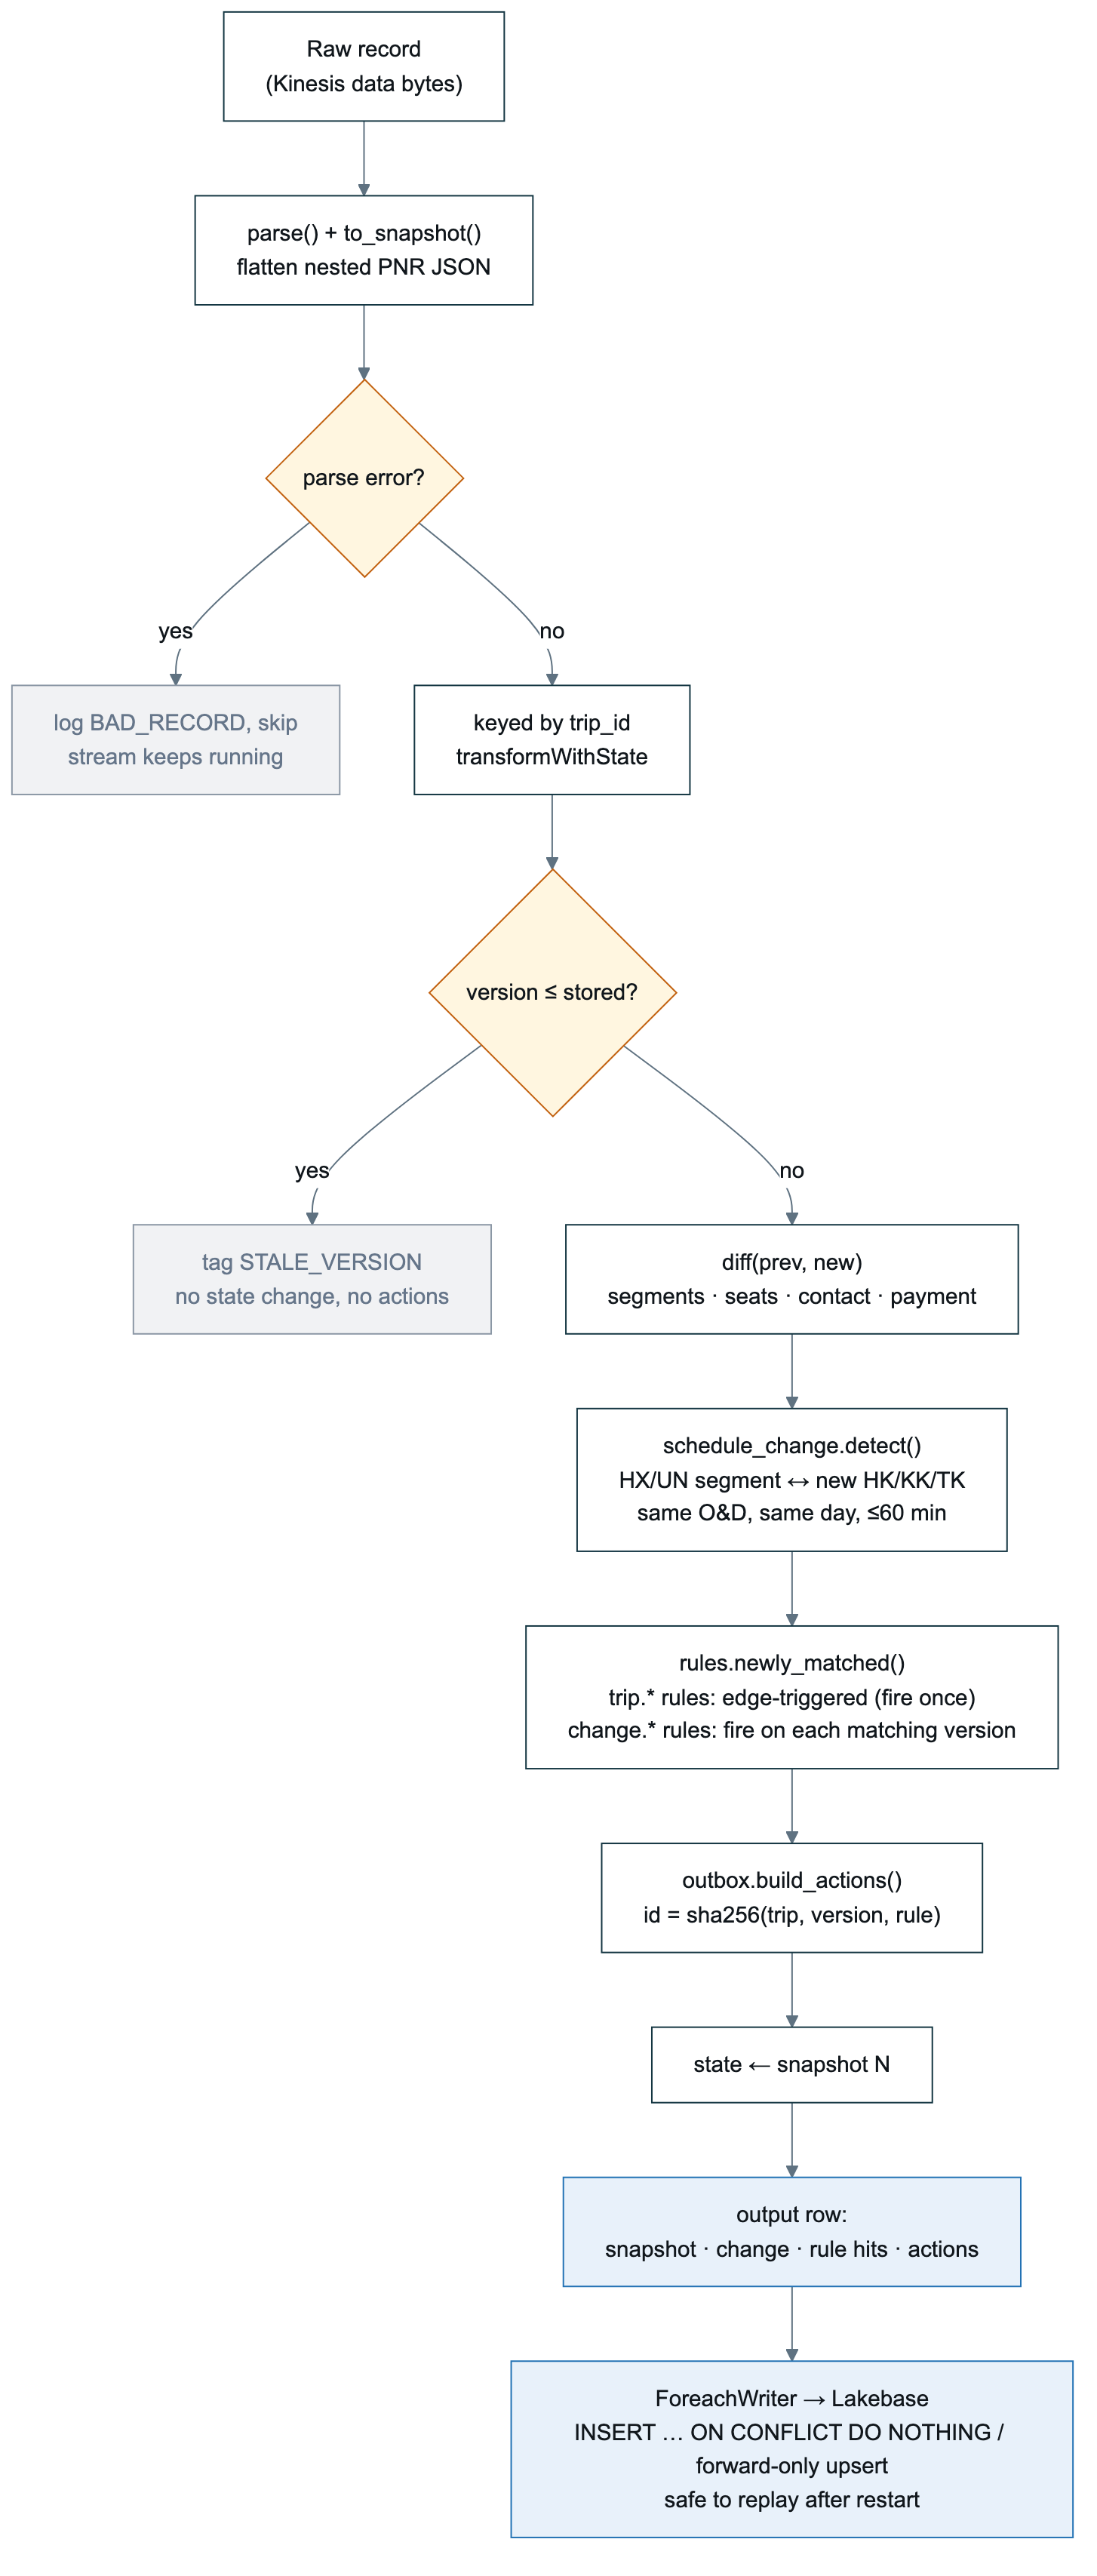 Raw record
(Kinesis data bytes)
parse() + to_snapshot()
flatten nested PNR JSON
parse error?
yes
no
log BAD_RECORD, skip
stream keeps running
keyed by trip_id
transformWithState
version ≤ stored?
yes
no
tag STALE_VERSION
no state change, no actions
diff(prev, new)
segments · seats · contact · payment
schedule_change.detect()
HX/UN segment ↔ new HK/KK/TK
same O&D, same day, ≤60 min
rules.newly_matched()
trip.* rules: edge-triggered (fire once)
change.* rules: fire on each matching version
outbox.build_actions()
id = sha256(trip, version, rule)
state ← snapshot N
output row:
snapshot · change · rule hits · actions
ForeachWriter → Lakebase
INSERT … ON CONFLICT DO NOTHING /
forward-only upsert
safe to replay after restart